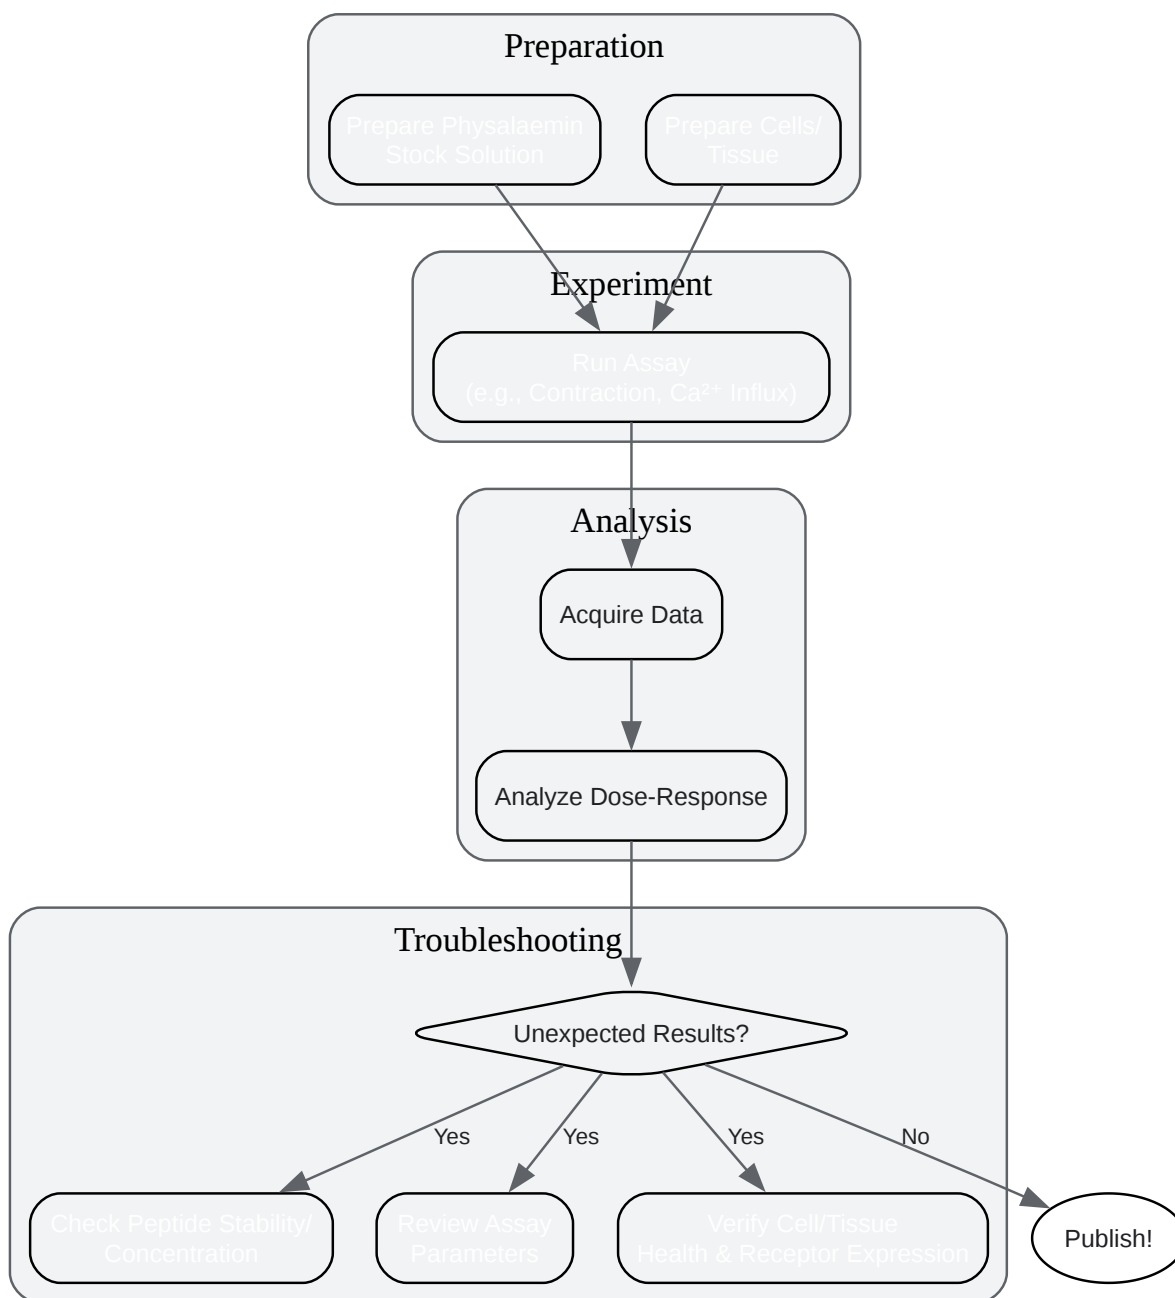 Preparation
Prepare Physalaemin
Stock Solution
Prepare Cells/
Tissue
Experiment
Run Assay
(e.g., Contraction, Ca²⁺ Influx)
Analysis
Acquire Data
Analyze Dose-Response
Troubleshooting
Unexpected Results?
Yes
Yes
Yes
No
Check Peptide Stability/
Concentration
Review Assay
Parameters
Verify Cell/Tissue
Health & Receptor Expression
Publish!